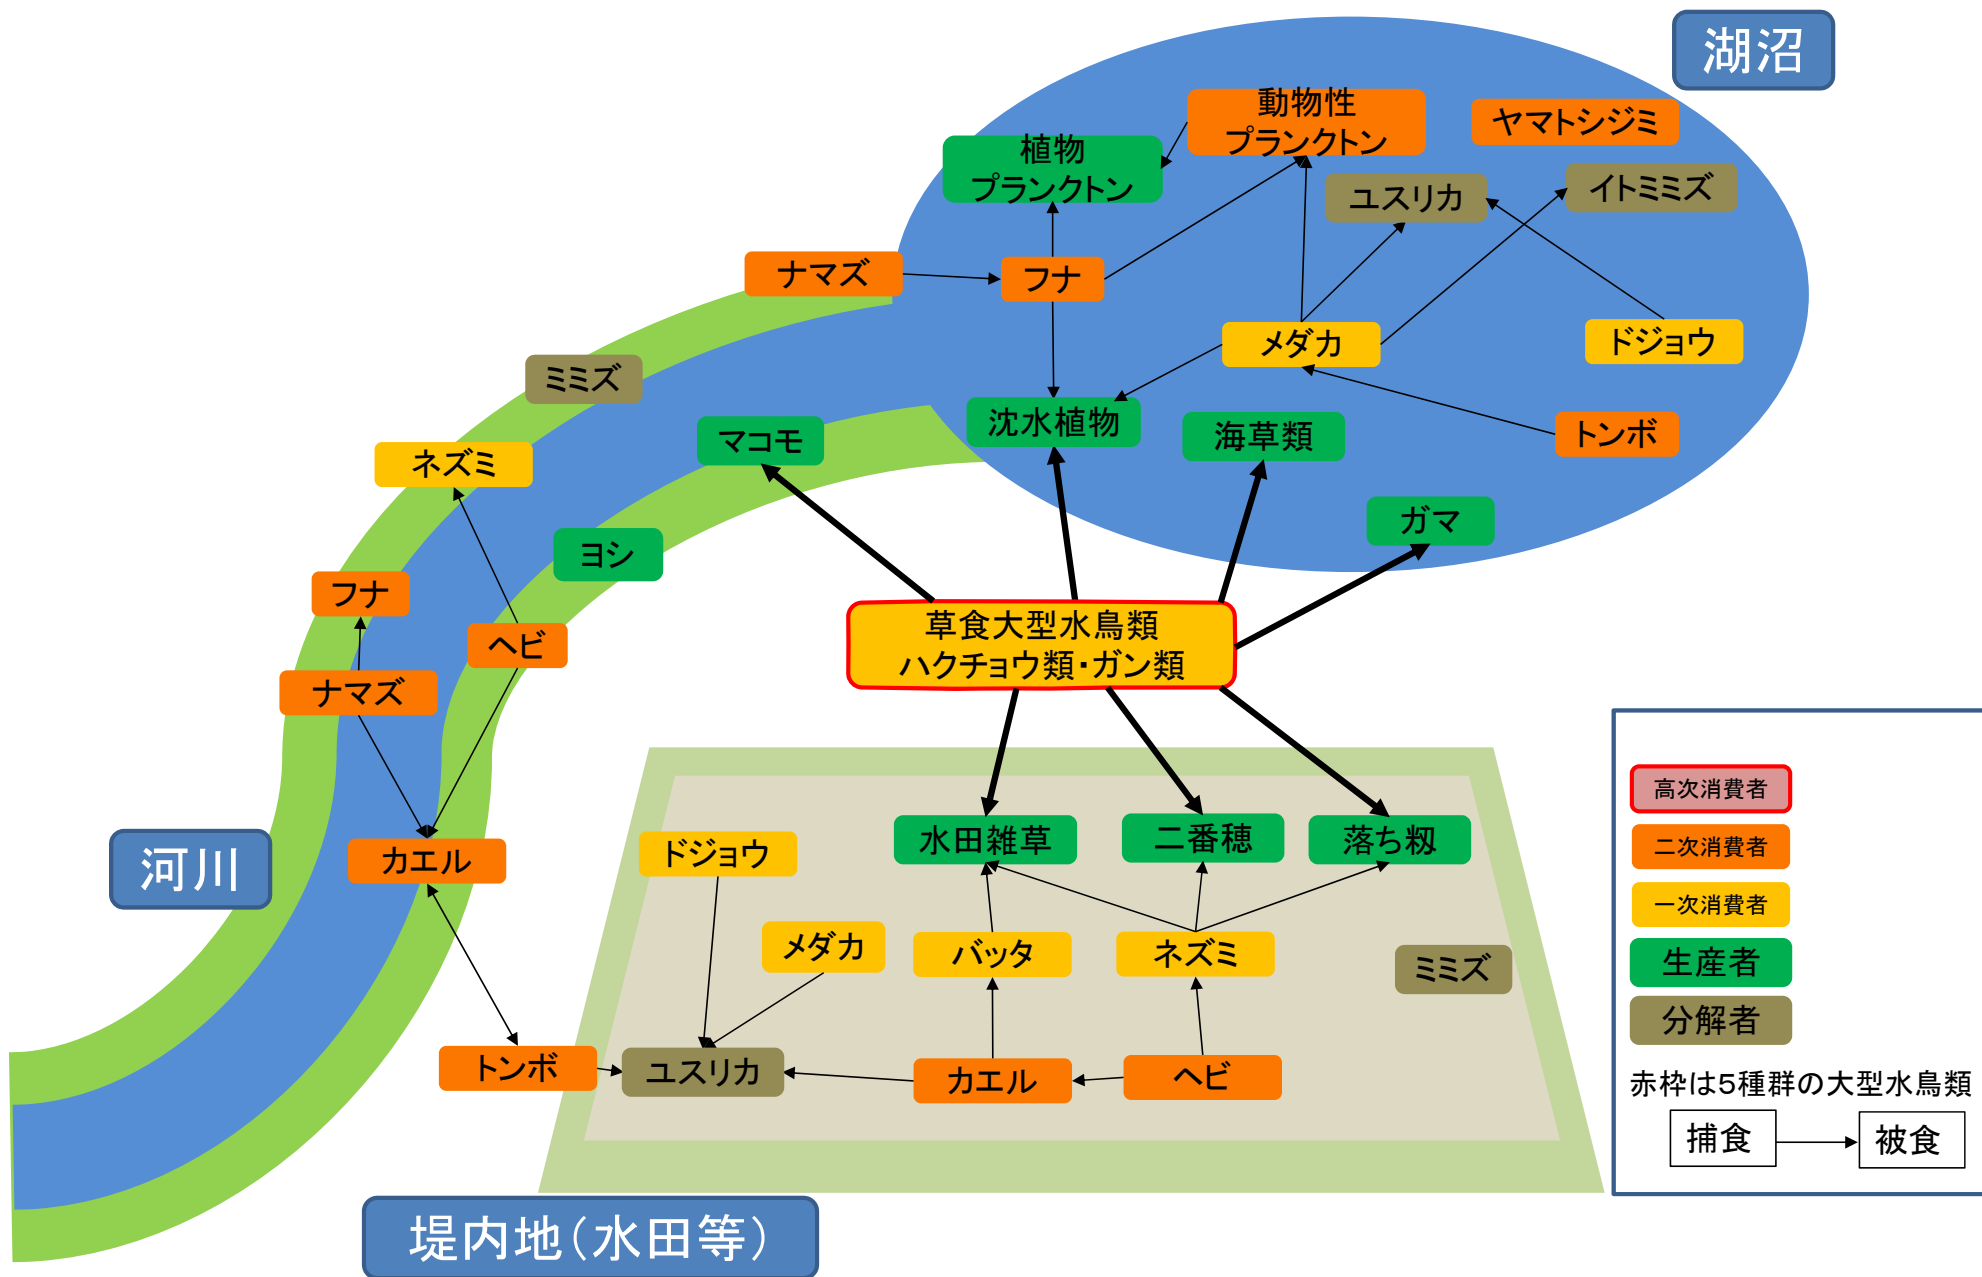 湖沼
動物性
プランクトン
ヤマトシジミ
植物
プランクトン
ユスリカ
イトミミズ
ナマズ
フナ
メダカ
ドジョウ
ミミズ
ネズミ
マコモ
沈水植物
海草類
トンボ
ガマ
ヨシ
フナ
ヘビ
ナマズ
草食大型水鳥類
ハクチョウ類・ガン類
カエル
河川
ドジョウ
水田雑草
二番穂
落ち籾
メダカ
バッタ
ネズミ
ミミズ
トンボ
ユスリカ
カエル
ヘビ
堤内地(水田等)
高次消費者
二次消費者
一次消費者
生産者
分解者
赤枠は5種群の大型水鳥類
捕食
被食